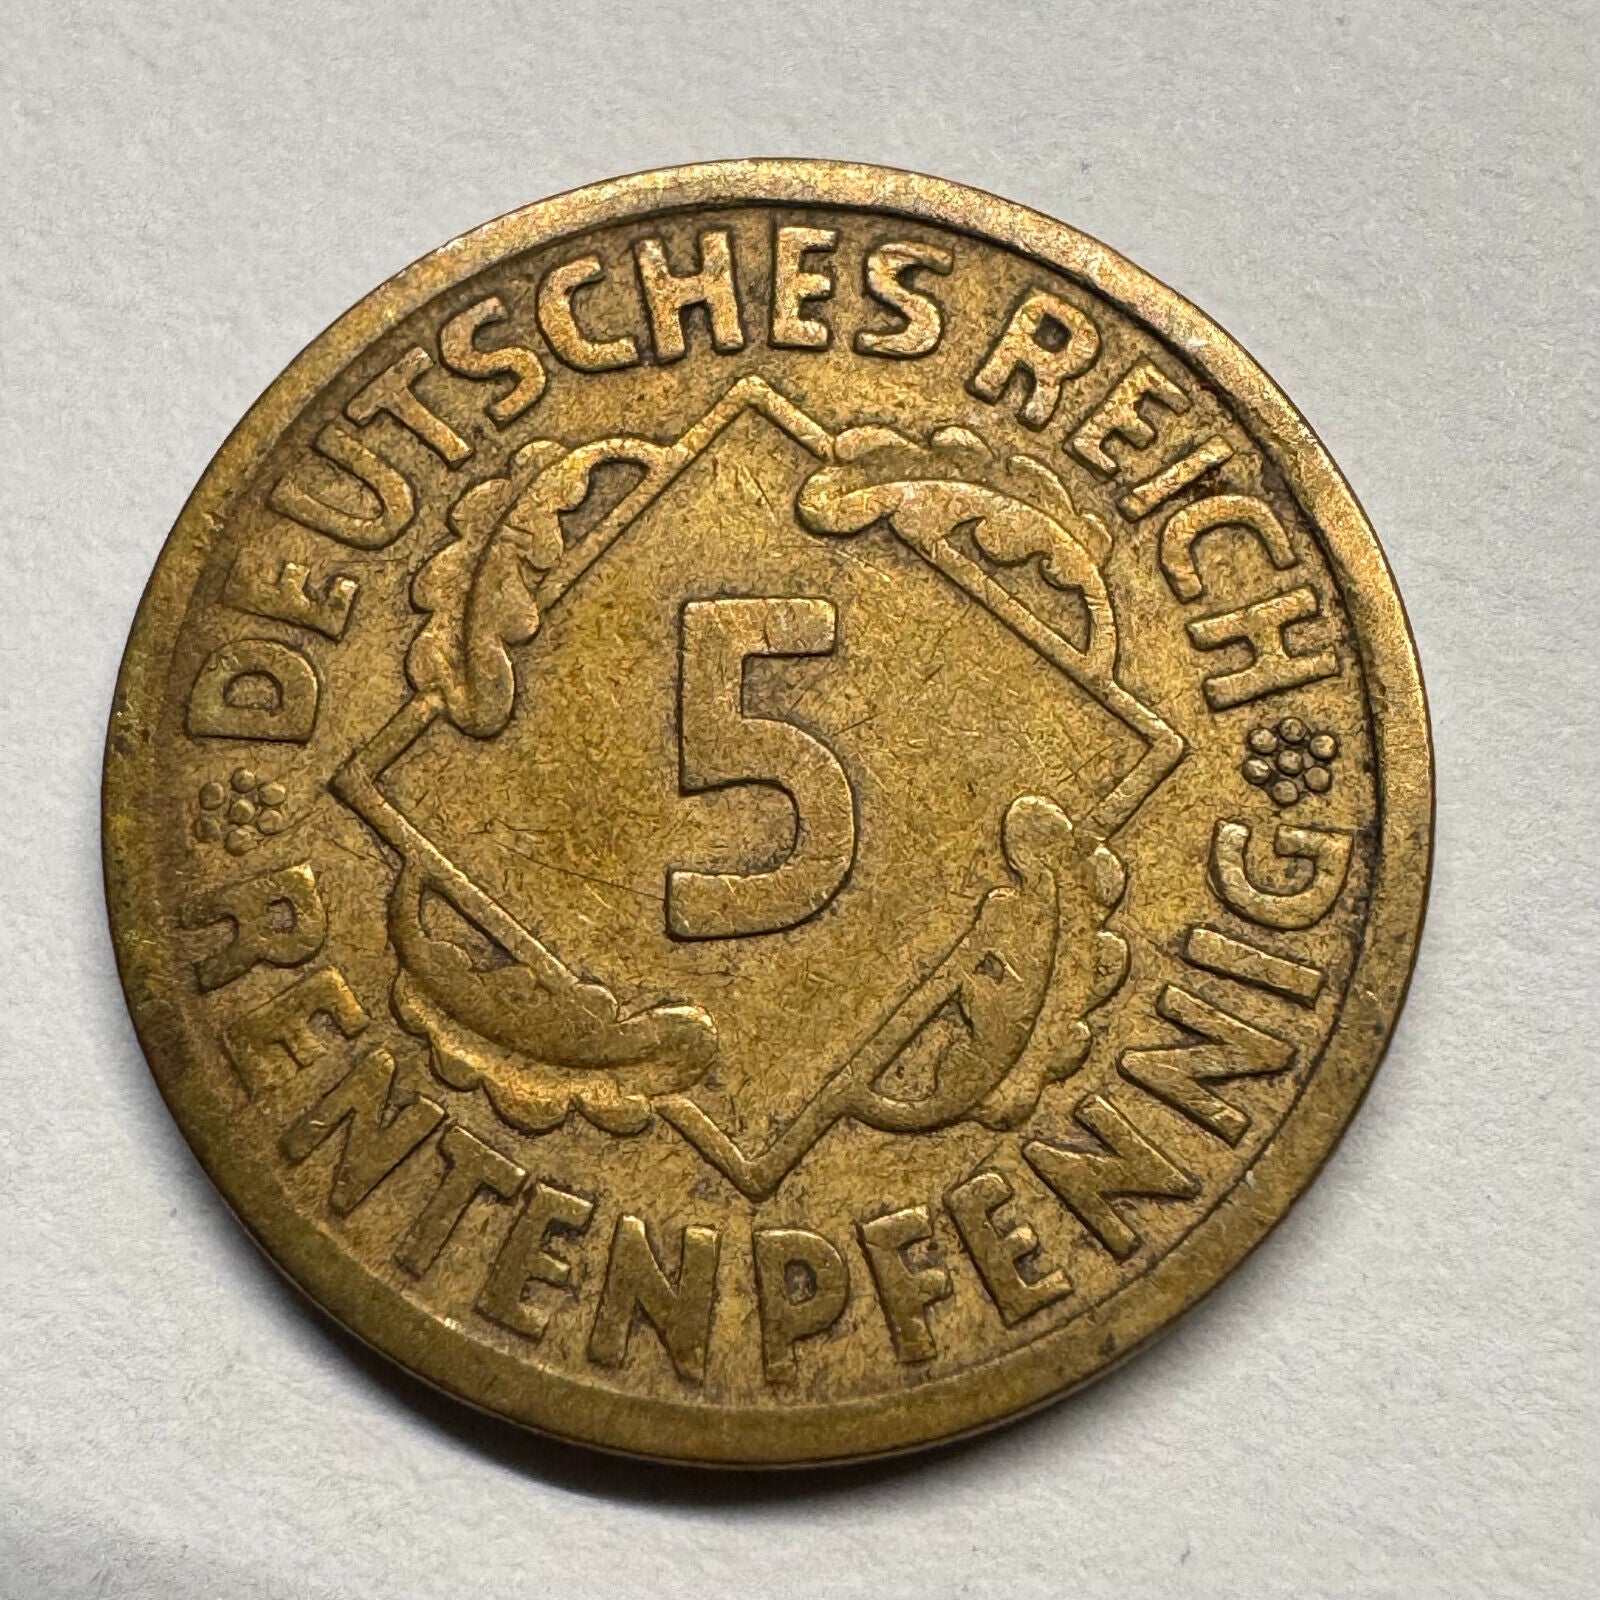 DEUTSCHES REICH
5
RENTENPFENNIG